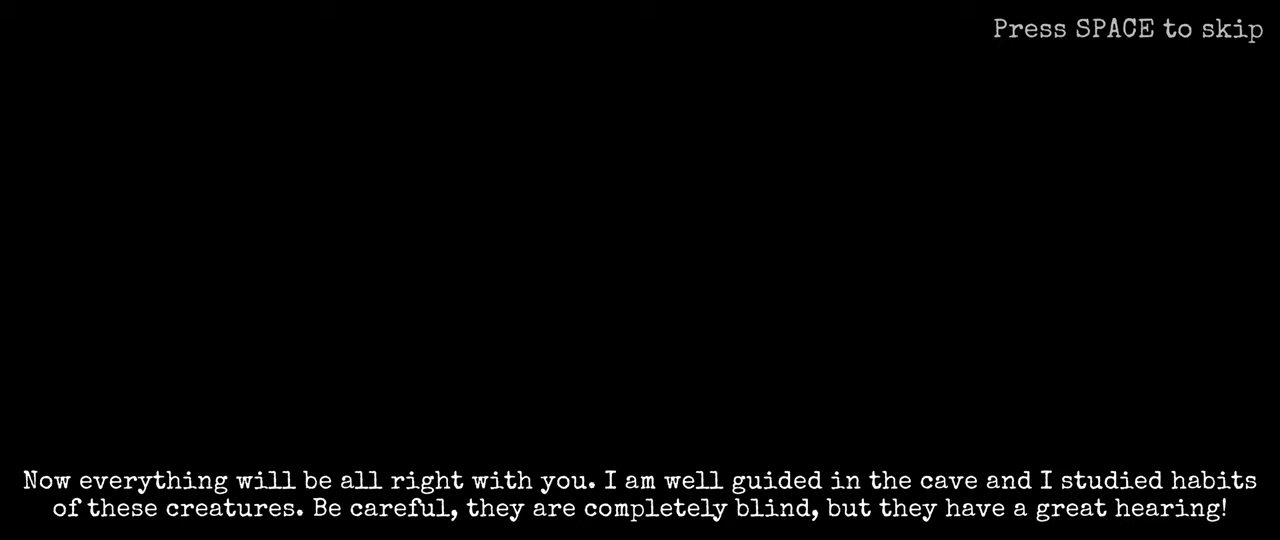 Press SPACE to skip
Now everything will be all right with you. I am well guided in the cave and I studied habits
of these creatures. Be careful, they are completely blind, but they have a great hearing!